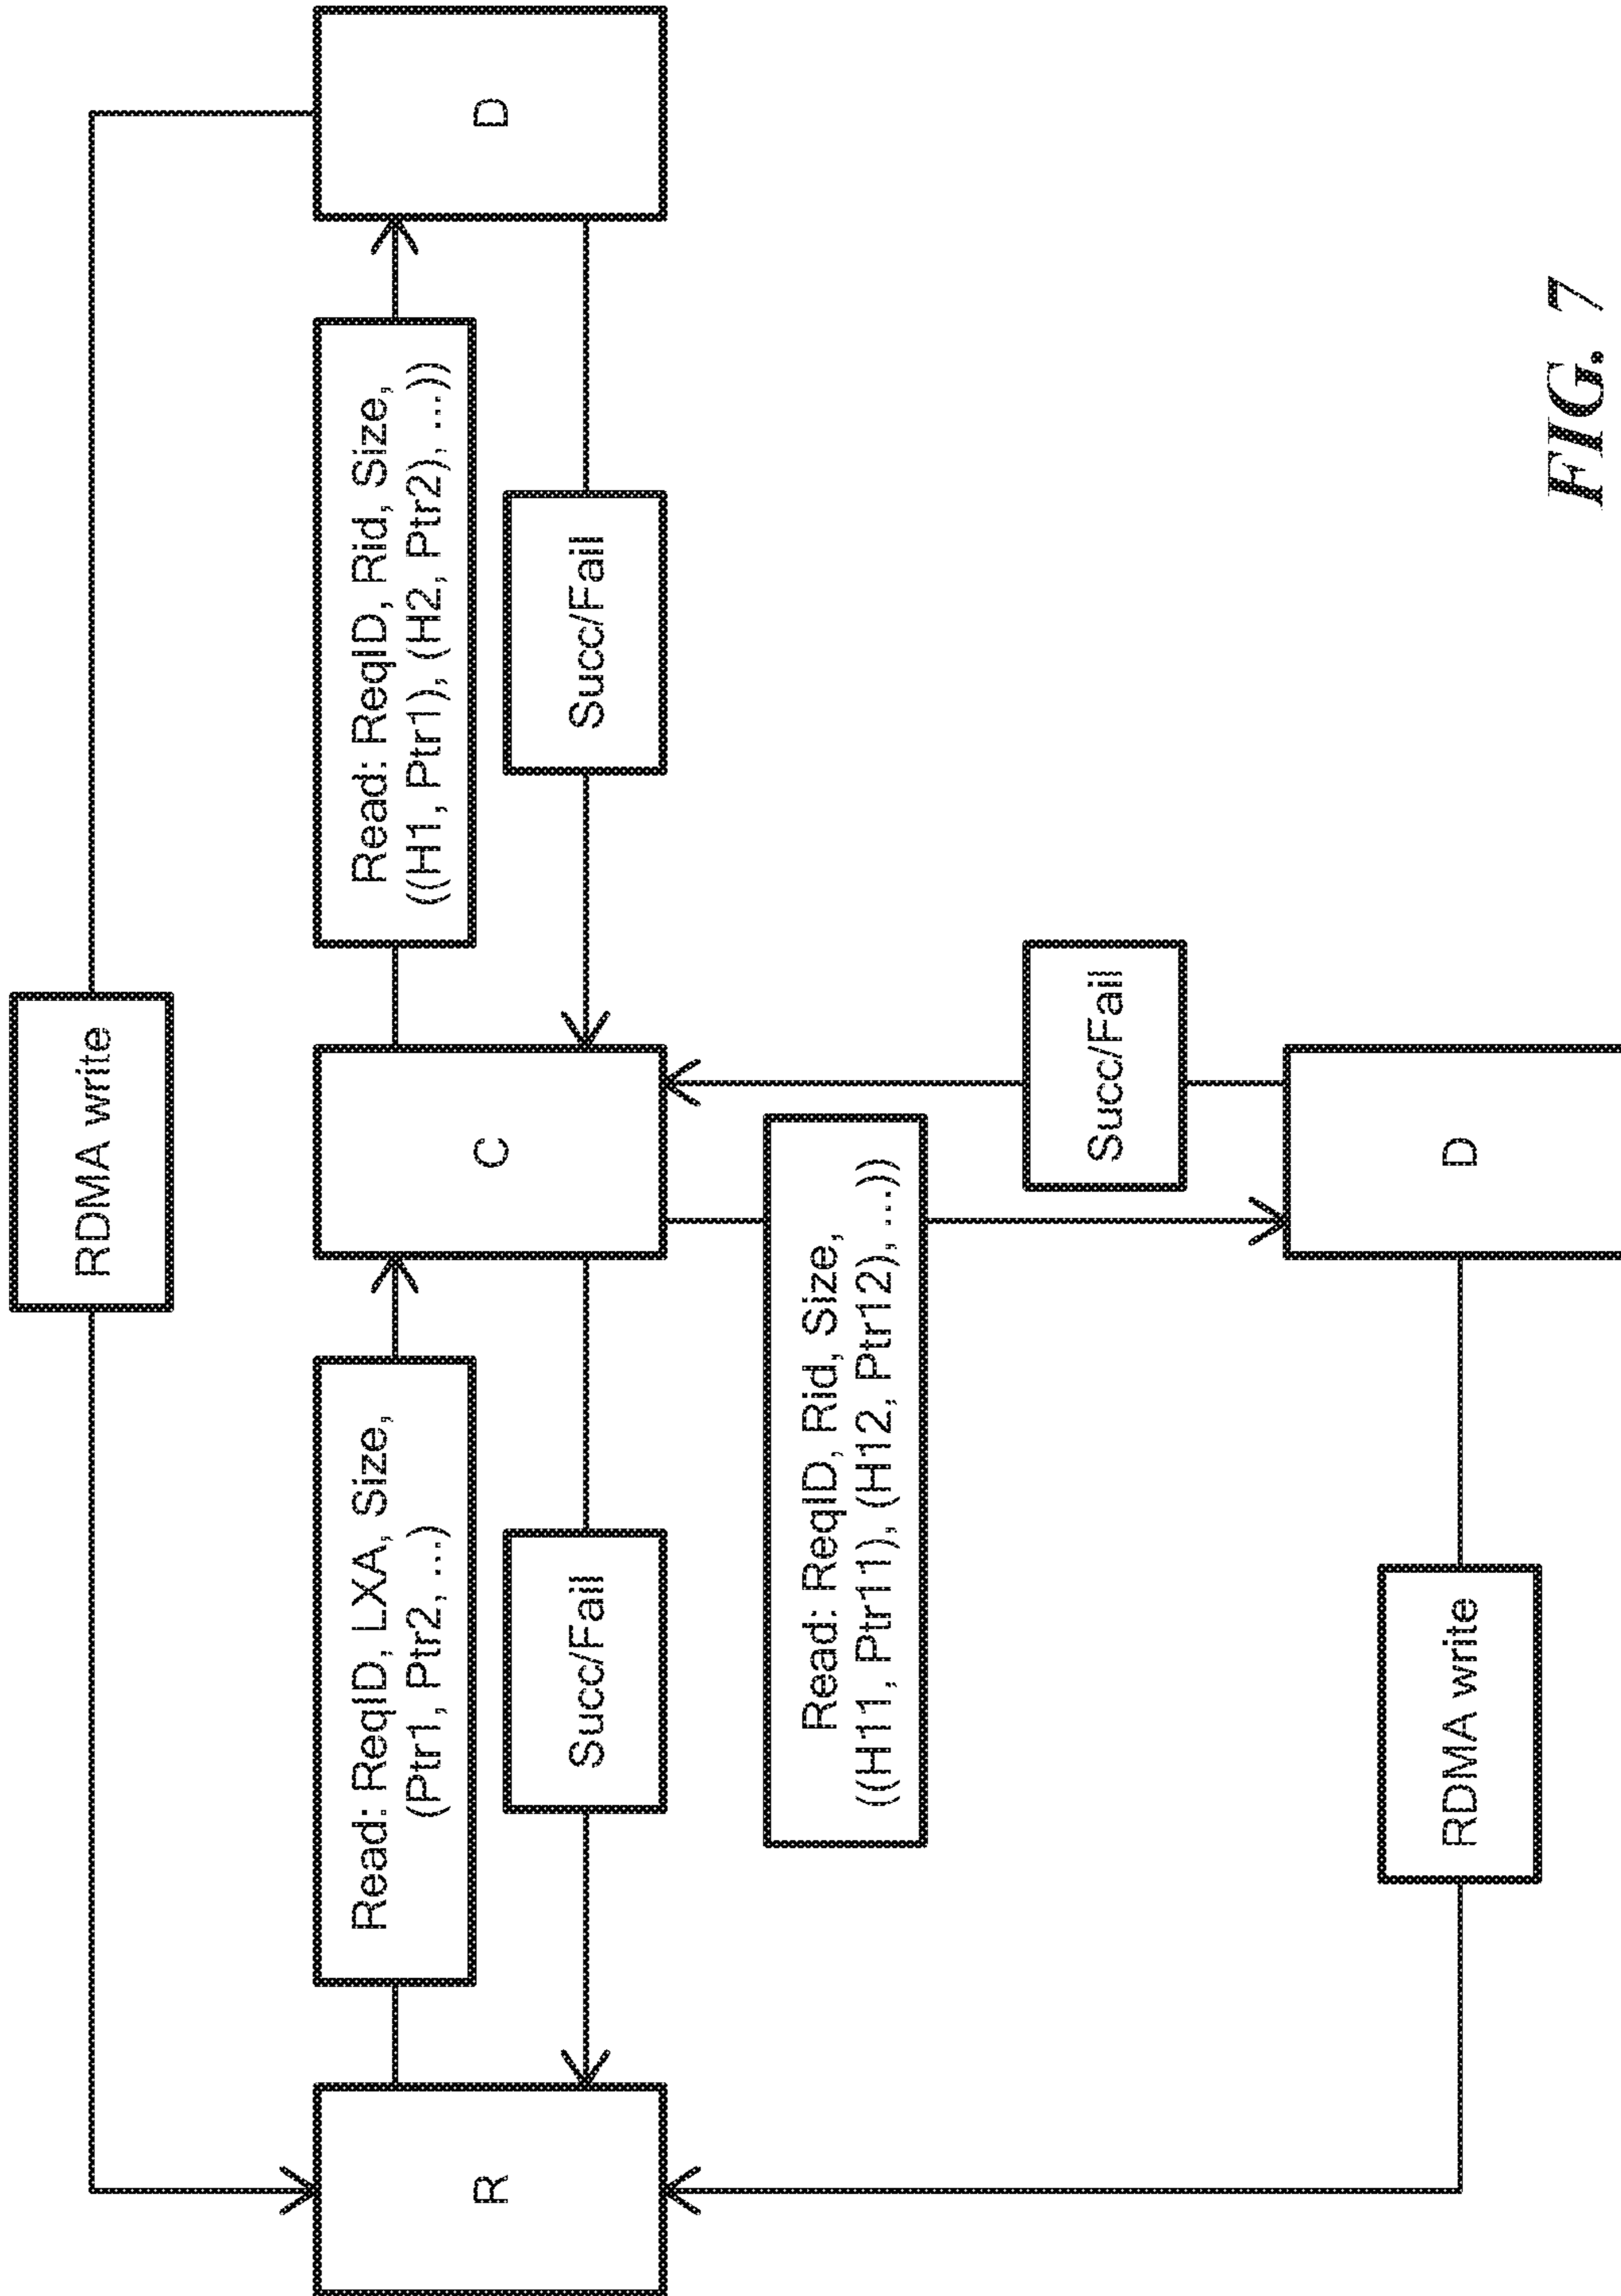 RDMA write
R
Read: ReqID, LXA, Size,
(Ptr1, Ptr2, ...)
Succ/Fail
C
Read: ReqID, Rid, Size,
((H1, Ptr1), (H2, Ptr2), ...))
Succ/Fail
D
Read: ReqID, Rid, Size,
((H11, Ptr11), (H12, Ptr12), ...))
Succ/Fail
RDMA write
D
FIG. 7